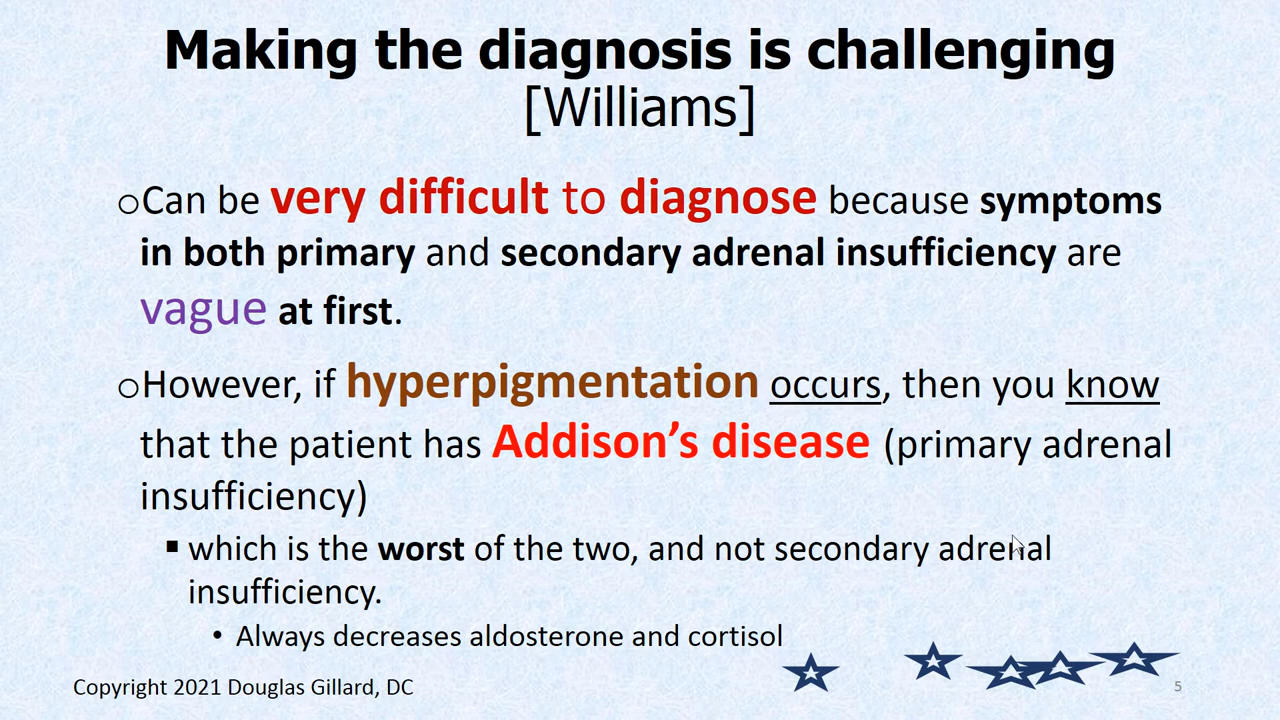 Making the diagnosis is challenging
[Williams]
oCan be very difficult to diagnose because symptoms
in both primary and secondary adrenal insufficiency are
vague at first.
oHowever, if hyperpigmentation occurs, then you know
that the patient has Addison’s disease (primary adrenal
insufficiency)
▪ which is the worst of the two, and not secondary adrenal
insufficiency.
• Always decreases aldosterone and cortisol
Copyright 2021 Douglas Gillard, DC
5